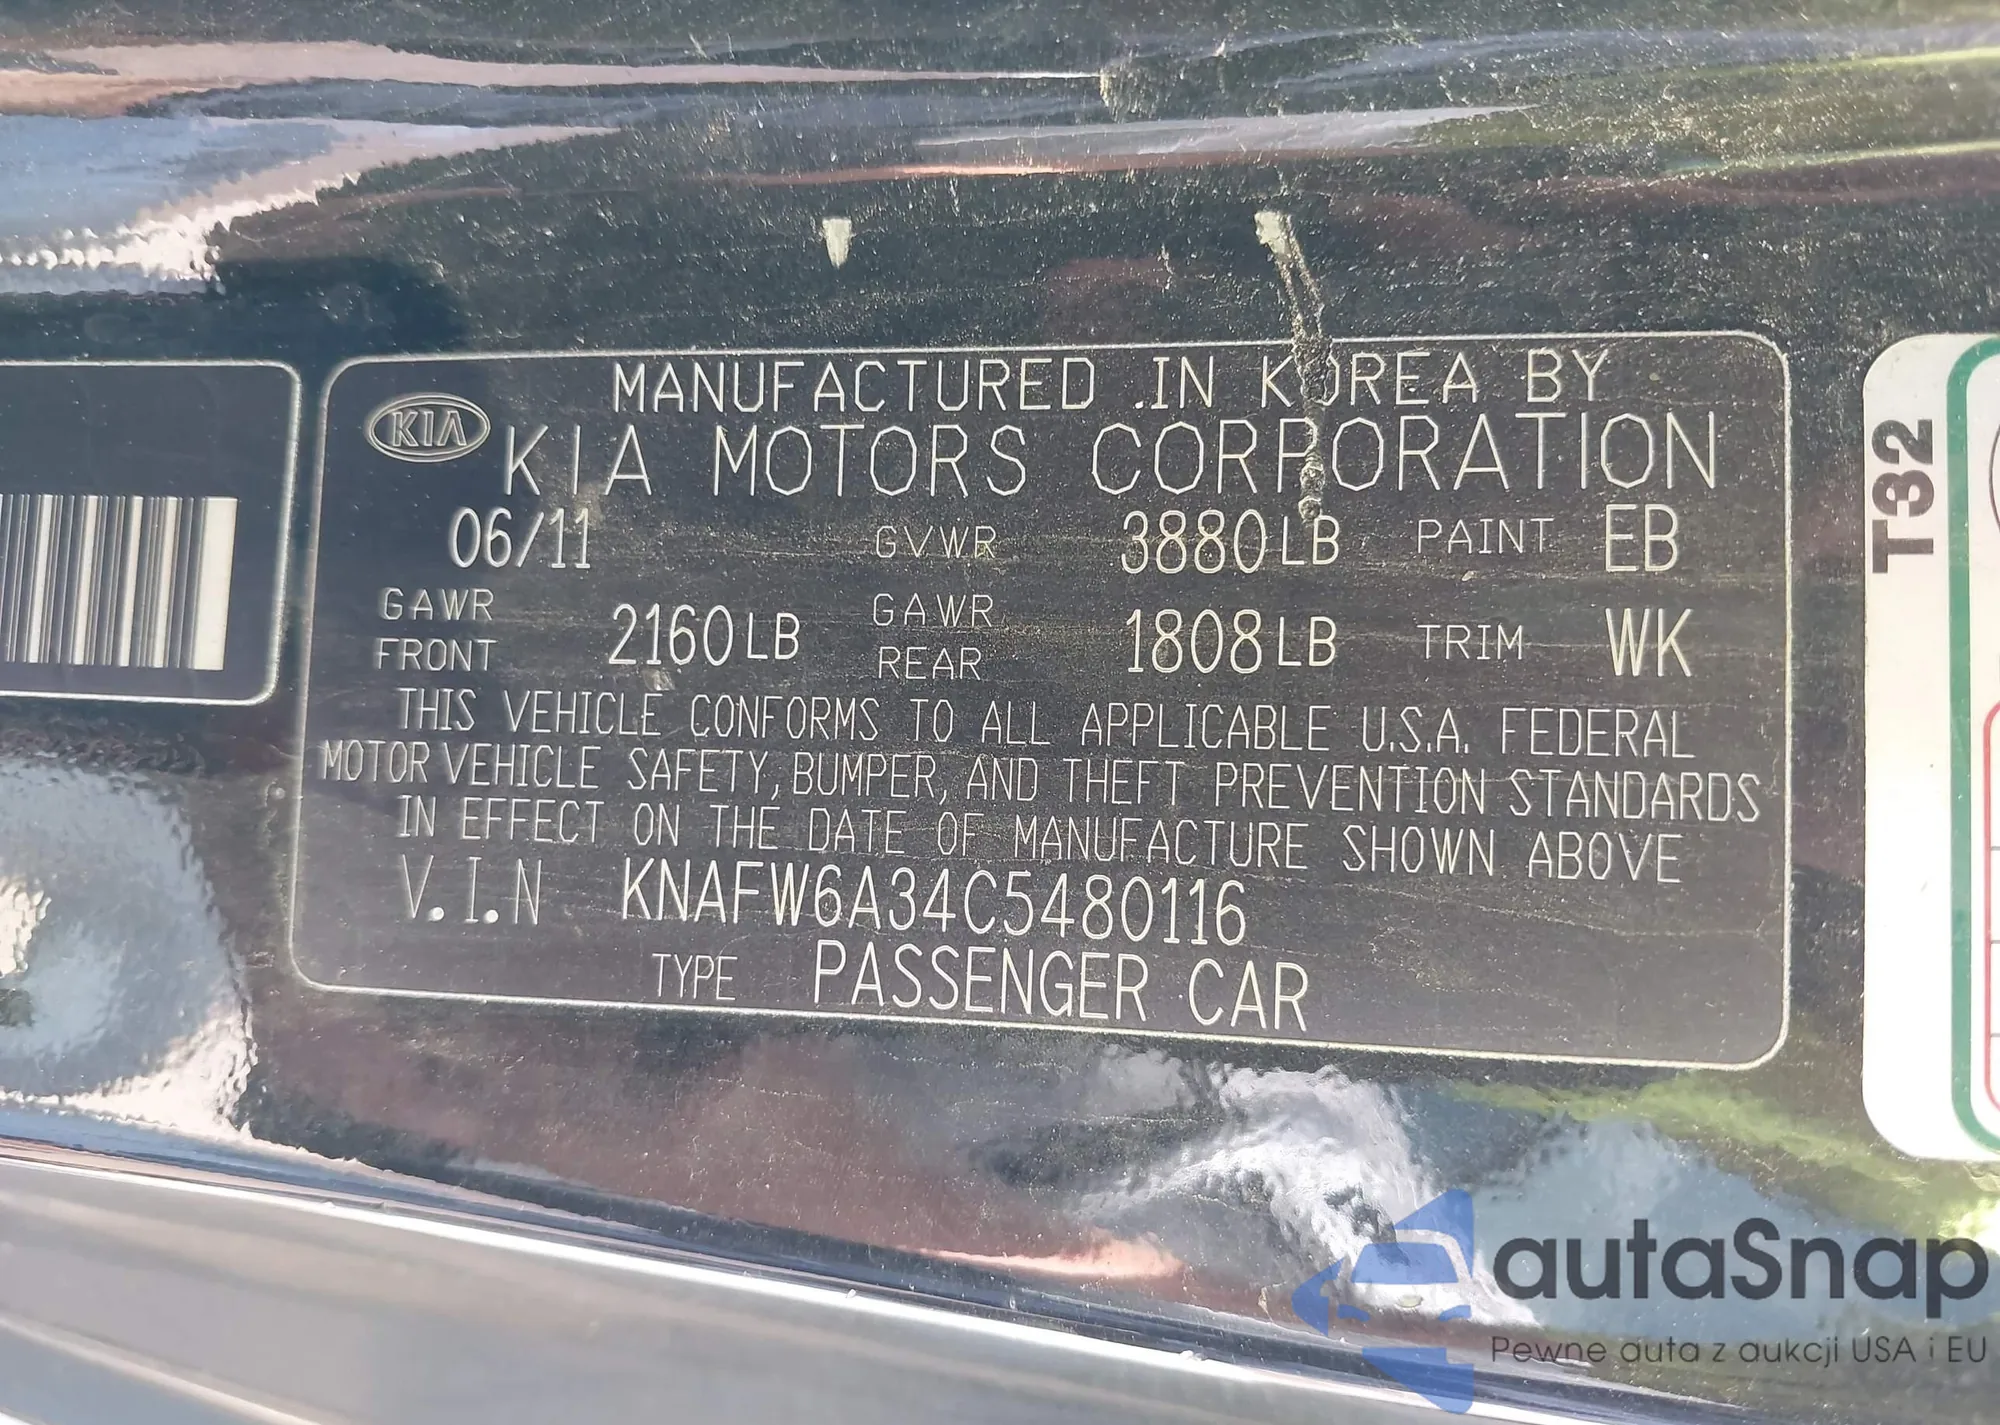 MANUFACTURED IN KOREA BY
KIA
KIA MOTORS CORPORATION
06/11 GVWR 3880LB PAINT EB
GAWR FRONT 2160LB GAWR REAR 1808LB TRIM WK
THIS VEHICLE CONFORMS TO ALL APPLICABLE U.S.A. FEDERAL
MOTOR VEHICLE SAFETY, BUMPER, AND THEFT PREVENTION STANDARDS
IN EFFECT ON THE DATE OF MANUFACTURE SHOWN ABOVE
V.I.N KNAFW6A34C5480116
TYPE PASSENGER CAR
T32
autaSnap
Pewne auta z aukcji USA i EU